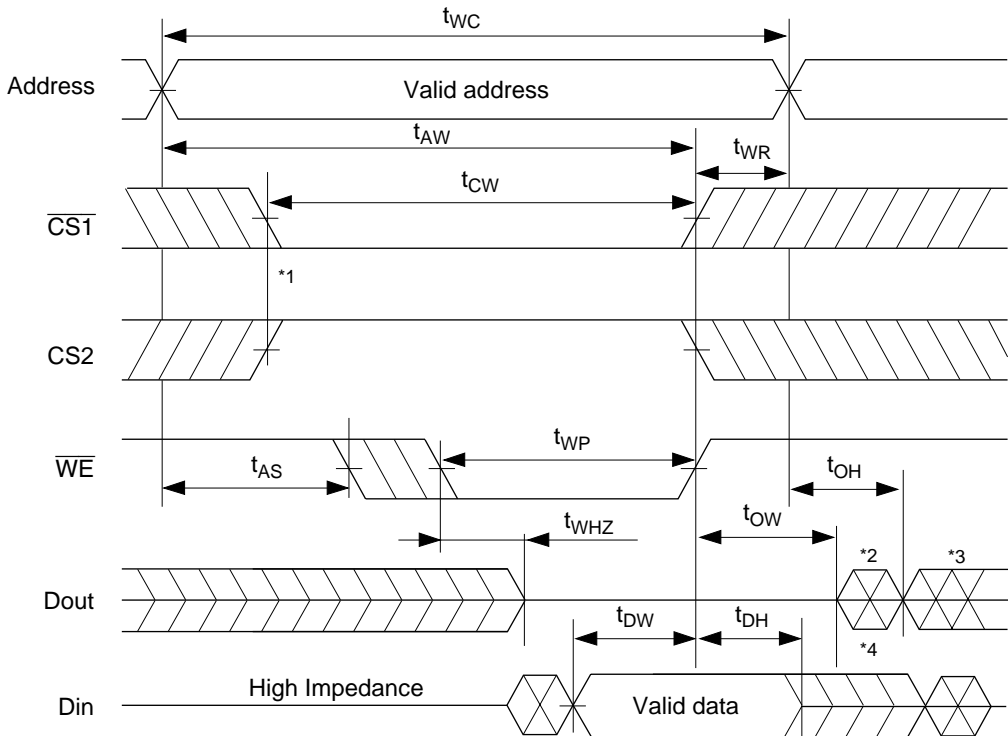 tWC
Address
Valid address
tAW
tWR
tCW
CS1
*1
CS2
tWP
WE
tAS
tOH
tWHZ
tOW
*2
*3
Dout
tDW
tDH
*4
High Impedance
Din
Valid data